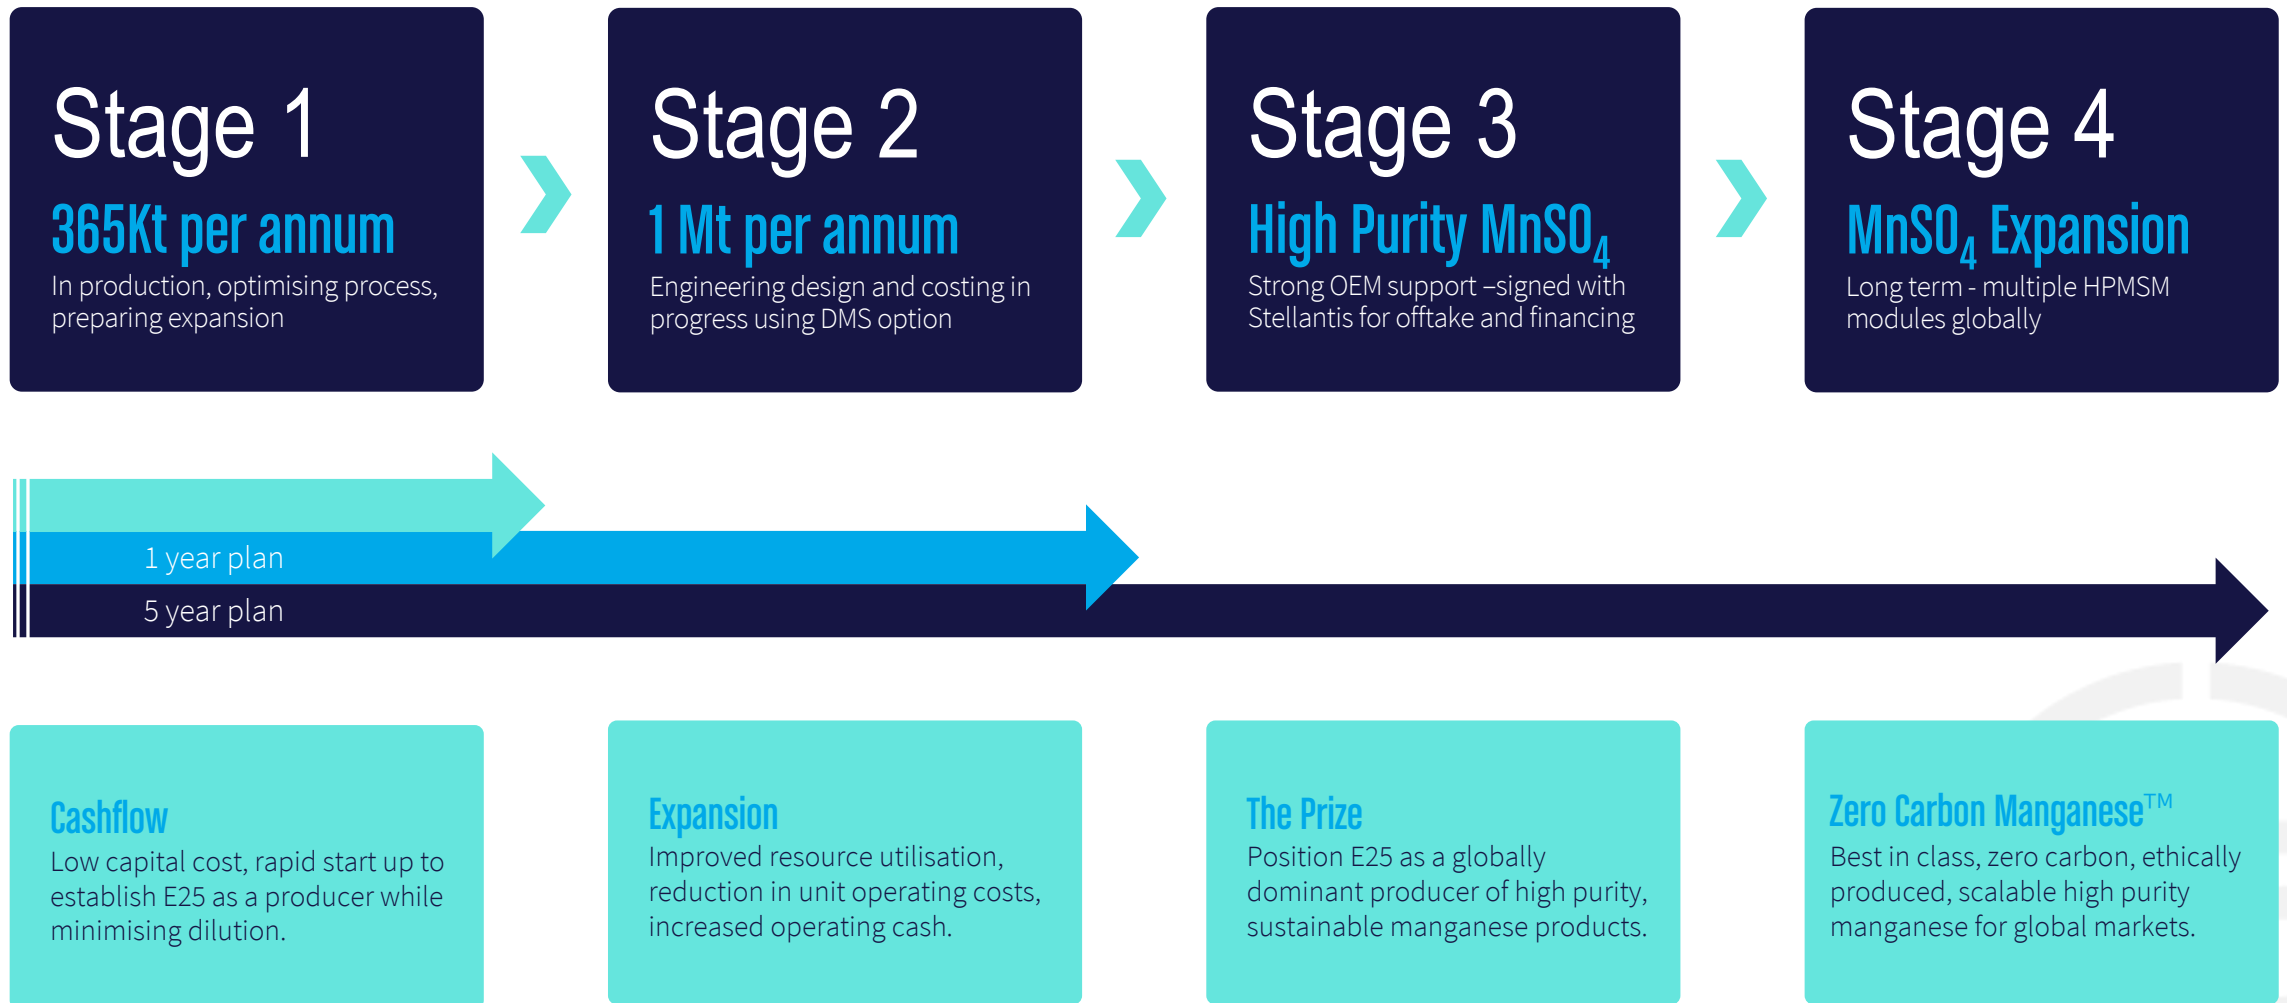 Stage 1
365Kt per annum
In production, optimising process,
preparing expansion
Stage 2
1 Mt per annum
Engineering design and costing in
progress using DMS option
Stage 3
High Purity MnSO₄
Strong OEM support –signed with
Stellantis for offtake and financing
Stage 4
MnSO₄ Expansion
Long term - multiple HPMSM
modules globally
1 year plan
5 year plan
Cashflow
Low capital cost, rapid start up to
establish E25 as a producer while
minimising dilution.
Expansion
Improved resource utilisation,
reduction in unit operating costs,
increased operating cash.
The Prize
Position E25 as a globally
dominant producer of high purity,
sustainable manganese products.
Zero Carbon Manganese™
Best in class, zero carbon, ethically
produced, scalable high purity
manganese for global markets.